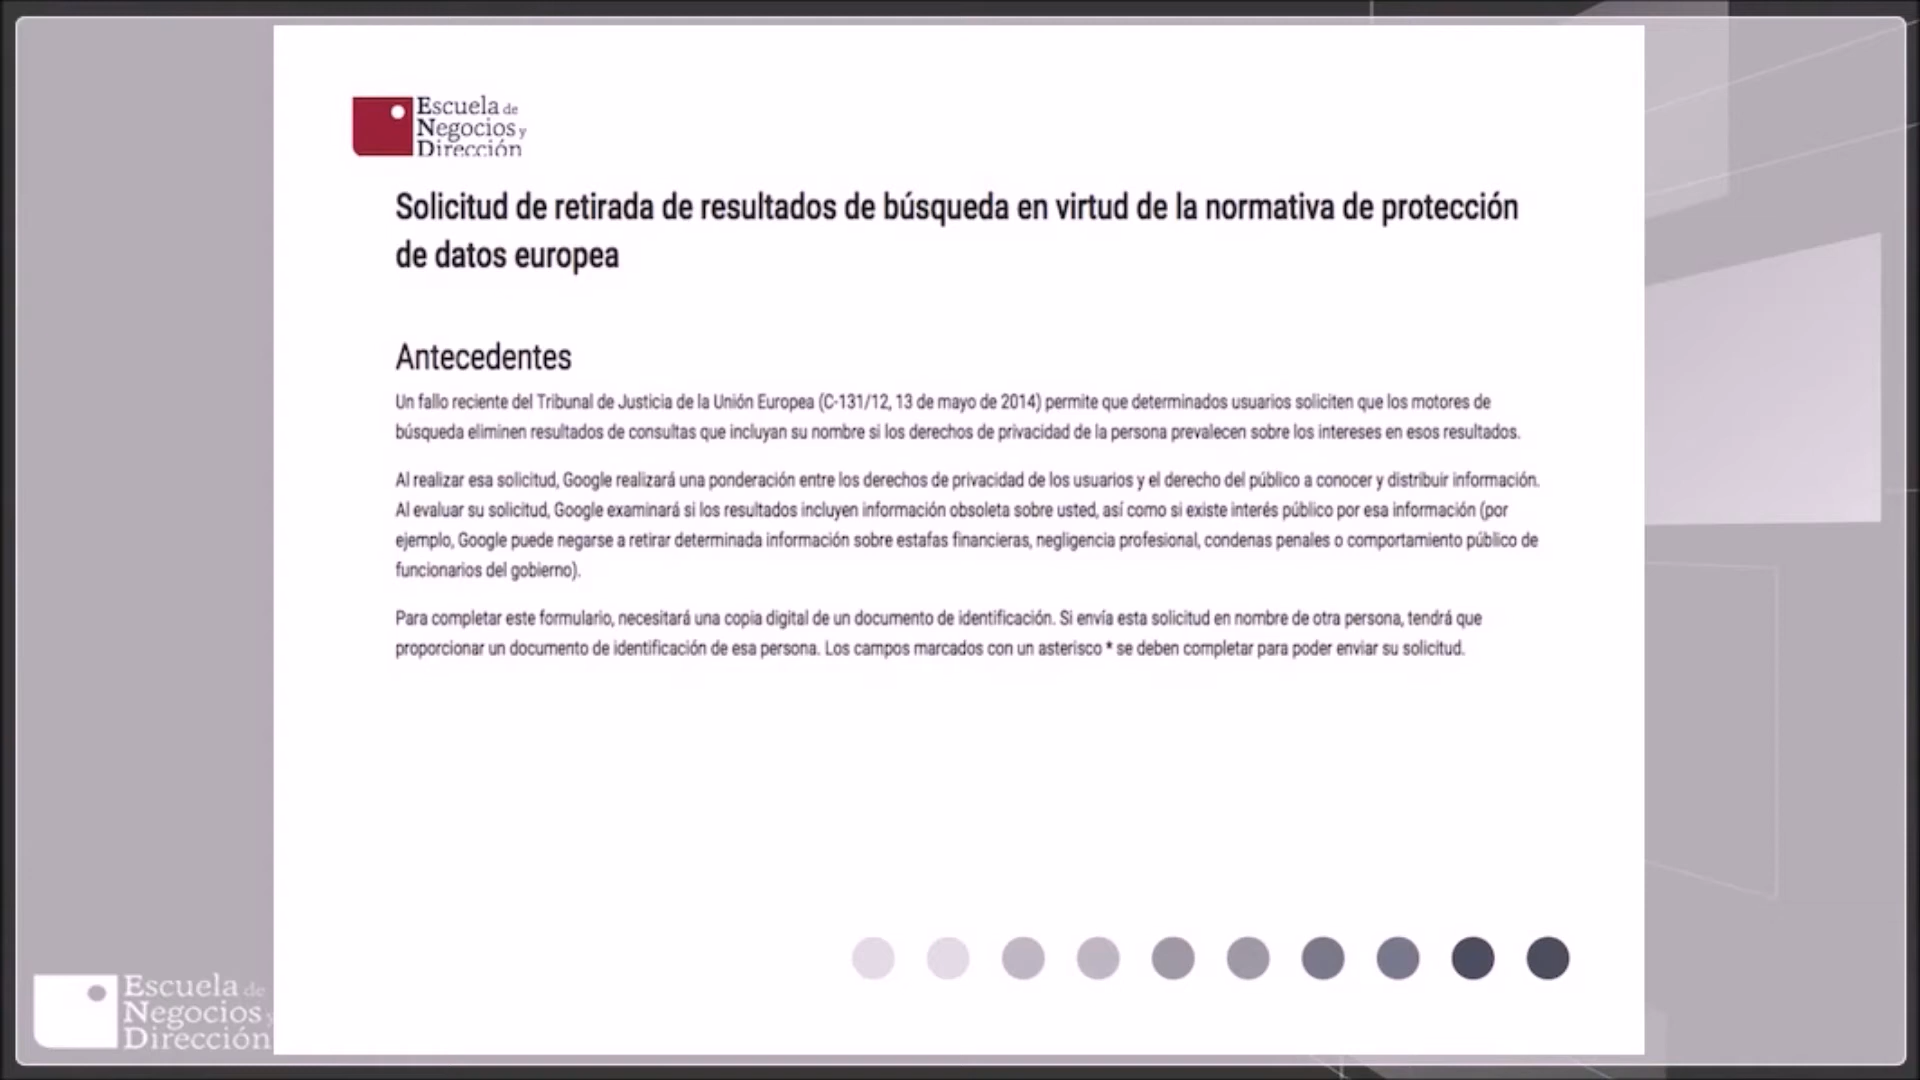 Escuela de
Negocios y
Dirección
Solicitud de retirada de resultados de búsqueda en virtud de la normativa de protección
de datos europea
Antecedentes
Un fallo reciente del Tribunal de Justicia de la Unión Europea (C-131/12, 13 de mayo de 2014) permite que determinados usuarios soliciten que los motores de
búsqueda eliminen resultados de consultas que incluyan su nombre si los derechos de privacidad de la persona prevalecen sobre los intereses en esos resultados.
Al realizar esa solicitud, Google realizará una ponderación entre los derechos de privacidad de los usuarios y el derecho del público a conocer y distribuir información.
Al evaluar su solicitud, Google examinará si los resultados incluyen información obsoleta sobre usted, así como si existe interés público por esa información (por
ejemplo, Google puede negarse a retirar determinada información sobre estafas financieras, negligencia profesional, condenas penales o comportamiento público de
funcionarios del gobierno).
Para completar este formulario, necesitará una copia digital de un documento de identificación. Si envía esta solicitud en nombre de otra persona, tendrá que
proporcionar un documento de identificación de esa persona. Los campos marcados con un asterisco * se deben completar para poder enviar su solicitud.
Escuela de
Negocios y
Dirección